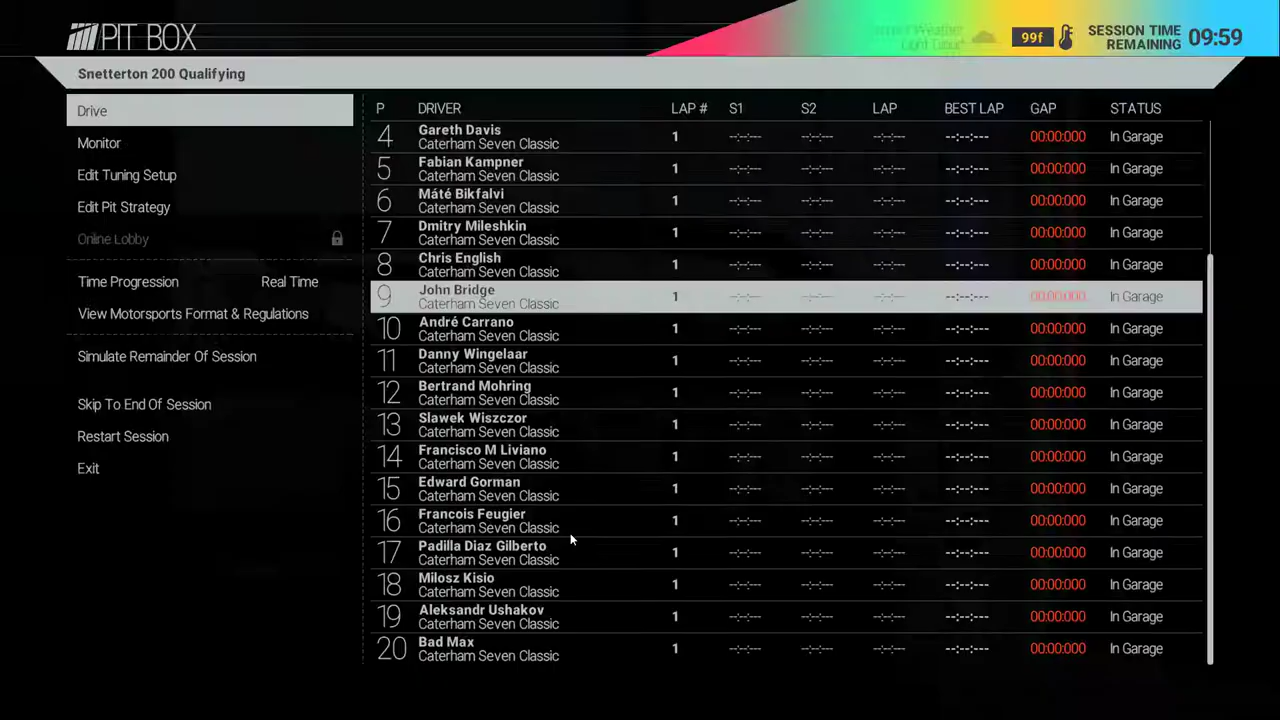 PIT BOX
Current Weather
Light Cloud
99f
SESSION TIME
REMAINING
09:59
Snetterton 200 Qualifying
Drive
Monitor
Edit Tuning Setup
Edit Pit Strategy
Online Lobby
Time Progression Real Time
View Motorsports Format & Regulations
Simulate Remainder Of Session
Skip To End Of Session
Restart Session
Exit
P DRIVER LAP # S1 S2 LAP BEST LAP GAP STATUS
4 Gareth Davis
Caterham Seven Classic 1 --:--:--- --:--:--- --:--:--- --:--:--- 00:00:000 In Garage
5 Fabian Kampner
Caterham Seven Classic 1 --:--:--- --:--:--- --:--:--- --:--:--- 00:00:000 In Garage
6 Máté Bikfalvi
Caterham Seven Classic 1 --:--:--- --:--:--- --:--:--- --:--:--- 00:00:000 In Garage
7 Dmitry Mileshkin
Caterham Seven Classic 1 --:--:--- --:--:--- --:--:--- --:--:--- 00:00:000 In Garage
8 Chris English
Caterham Seven Classic 1 --:--:--- --:--:--- --:--:--- --:--:--- 00:00:000 In Garage
9 John Bridge
Caterham Seven Classic 1 --:--:--- --:--:--- --:--:--- --:--:--- 00:00:000 In Garage
10 André Carrano
Caterham Seven Classic 1 --:--:--- --:--:--- --:--:--- --:--:--- 00:00:000 In Garage
11 Danny Wingelaar
Caterham Seven Classic 1 --:--:--- --:--:--- --:--:--- --:--:--- 00:00:000 In Garage
12 Bertrand Mohring
Caterham Seven Classic 1 --:--:--- --:--:--- --:--:--- --:--:--- 00:00:000 In Garage
13 Slawek Wiszczor
Caterham Seven Classic 1 --:--:--- --:--:--- --:--:--- --:--:--- 00:00:000 In Garage
14 Francisco M Liviano
Caterham Seven Classic 1 --:--:--- --:--:--- --:--:--- --:--:--- 00:00:000 In Garage
15 Edward Gorman
Caterham Seven Classic 1 --:--:--- --:--:--- --:--:--- --:--:--- 00:00:000 In Garage
16 Francois Feugier
Caterham Seven Classic 1 --:--:--- --:--:--- --:--:--- --:--:--- 00:00:000 In Garage
17 Padilla Diaz Gilberto
Caterham Seven Classic 1 --:--:--- --:--:--- --:--:--- --:--:--- 00:00:000 In Garage
18 Milosz Kisio
Caterham Seven Classic 1 --:--:--- --:--:--- --:--:--- --:--:--- 00:00:000 In Garage
19 Aleksandr Ushakov
Caterham Seven Classic 1 --:--:--- --:--:--- --:--:--- --:--:--- 00:00:000 In Garage
20 Bad Max
Caterham Seven Classic 1 --:--:--- --:--:--- --:--:--- --:--:--- 00:00:000 In Garage